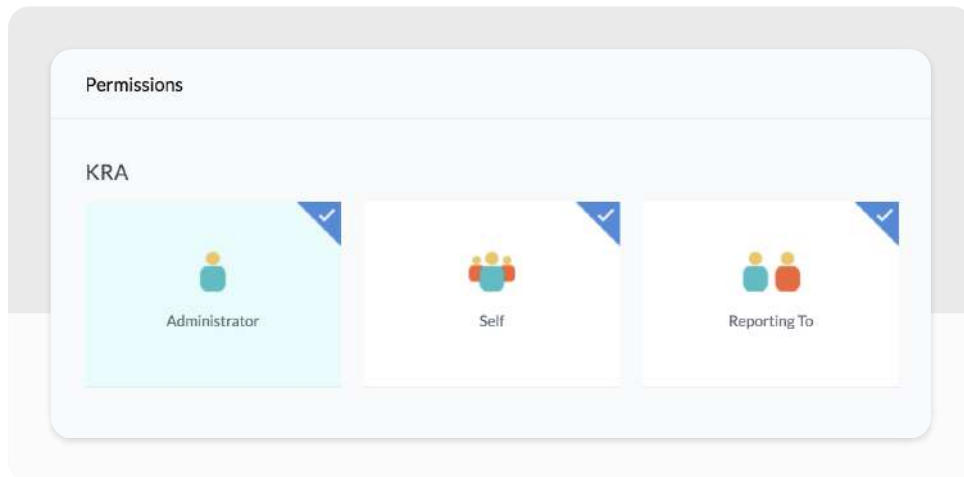 Permissions
KRA
Administrator
Self
Reporting To